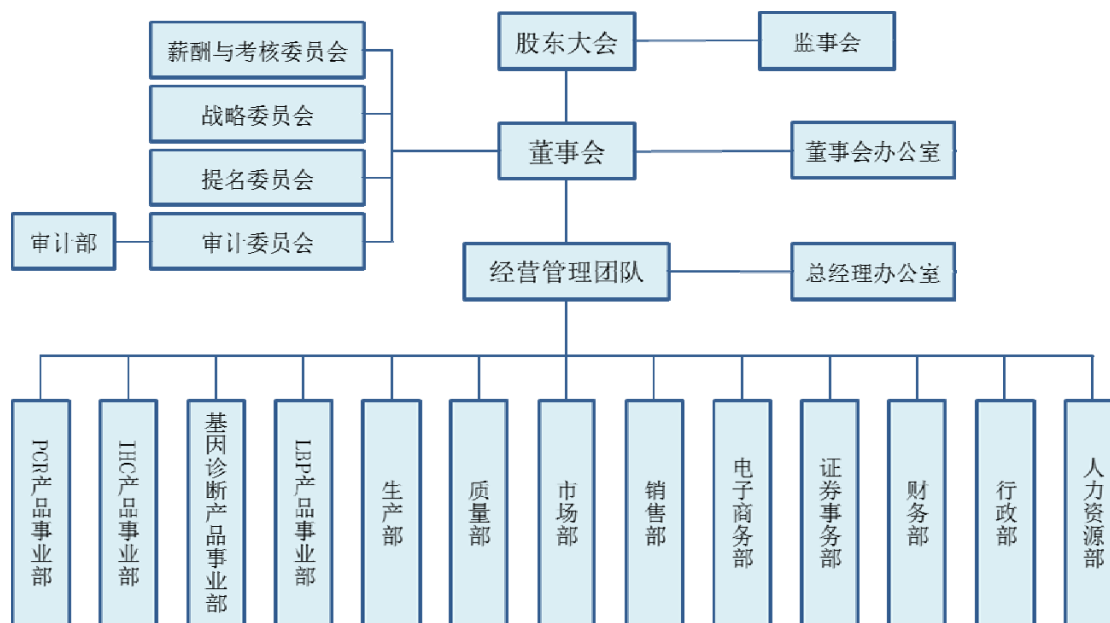 薪酬与考核委员会
股东大会
监事会
战略委员会
董事会
董事会办公室
提名委员会
审计部
审计委员会
经营管理团队
总经理办公室
PCR产品事业部
IHC产品事业部
基因诊断产品事业部
LBP产品事业部
生产部
质量部
市场部
销售部
电子商务部
证券事务部
财务部
行政部
人力资源部